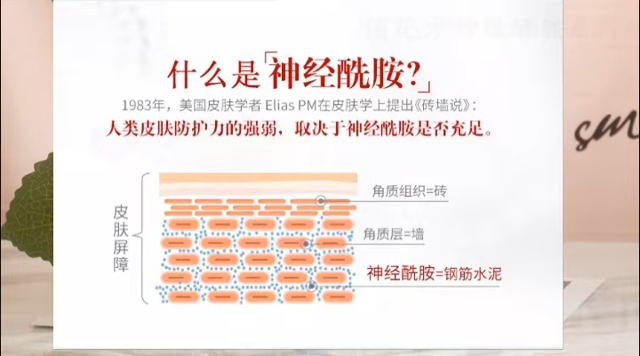 什么是「神经酰胺?」
1983年，美国皮肤学者 Elias PM在皮肤学上提出《砖墙说》：
人类皮肤防护力的强弱，取决于神经酰胺是否充足。
皮肤屏障
角质组织=砖
角质层=墙
神经酰胺=钢筋水泥